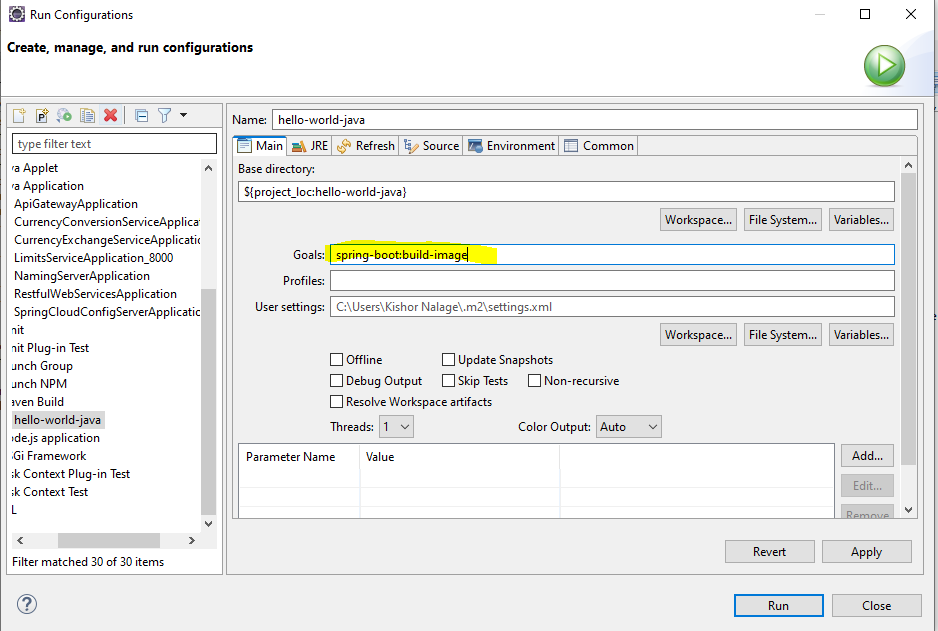 Run Configurations
Create, manage, and run configurations
type filter text
va Applet
va Application
ApiGatewayApplication
CurrencyConversionServiceApplicat
CurrencyExchangeServiceApplicatio
LimitsServiceApplication_8000
NamingServerApplication
RestfulWebServicesApplication
SpringCloudConfigServerApplicatio
nit
nit Plug-in Test
unch Group
unch NPM
aven Build
hello-world-java
ode.js application
Gi Framework
sk Context Plug-in Test
sk Context Test
L
Filter matched 30 of 30 items
Name: hello-world-java
Main JRE Refresh Source Environment Common
Base directory:
${project_loc:hello-world-java}
Workspace... File System... Variables...
Goals: spring-boot:build-image
Profiles:
User settings: C:\Users\Kishor Nalage\.m2\settings.xml
Workspace... File System... Variables...
Offline Update Snapshots
Debug Output Skip Tests Non-recursive
Resolve Workspace artifacts
Threads: 1 Color Output: Auto
Parameter Name Value
Add...
Edit...
Remove
Revert Apply
Run Close